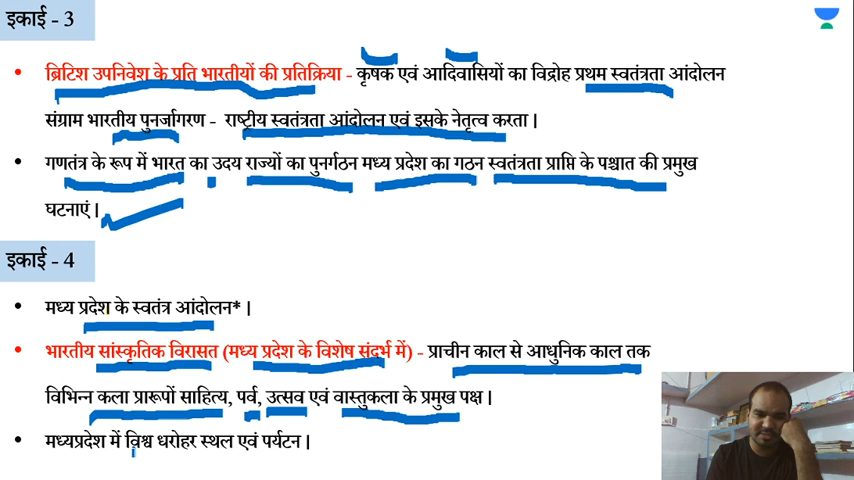 इकाई - 3
ब्रिटिश उपनिवेश के प्रति भारतीयों की प्रतिक्रिया - कृषक एवं आदिवासियों का विद्रोह प्रथम स्वतंत्रता आंदोलन
संग्राम भारतीय पुनर्जागरण - राष्ट्रीय स्वतंत्रता आंदोलन एवं इसके नेतृत्व करता।
गणतंत्र के रूप में भारत का उदय राज्यों का पुनर्गठन मध्य प्रदेश का गठन स्वतंत्रता प्राप्ति के पश्चात की प्रमुख
घटनाएं।
इकाई - 4
मध्य प्रदेश के स्वतंत्र आंदोलन*।
भारतीय सांस्कृतिक विरासत (मध्य प्रदेश के विशेष संदर्भ में) - प्राचीन काल से आधुनिक काल तक
विभिन्न कला प्रारूपों साहित्य, पर्व, उत्सव एवं वास्तुकला के प्रमुख पक्ष।
मध्यप्रदेश में विश्व धरोहर स्थल एवं पर्यटन।